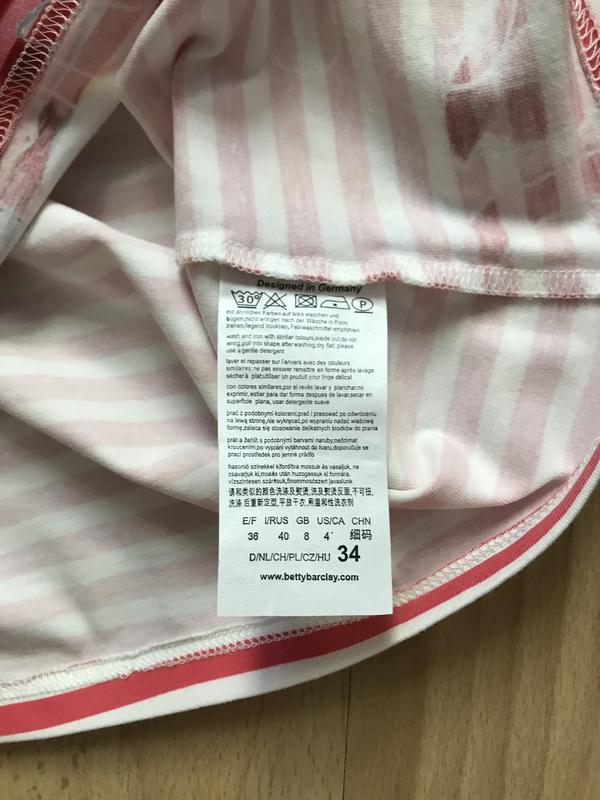 Designed in Germany
30° P
mit ähnlichen Farben auf links waschen und
bügeln;nicht wringen nach der Wäsche in Form
ziehen;liegend trocknen, Feinwaschmittel empfohlen
wash and iron with similar colours,inside out;do not
wring,pull into shape after washing,dry flat; please
use a gentle detergent
laver et repasser sur l'envers avec des couleurs
similaires;ne pas essorer remettre en forme après lavage;
sècher à plat;utiliser un produit pour linge délicat
con colores similares;por el revés lavar y planchar,no
exprimir, estiar para dar forma despues de lavar,secar en
superficie plana, usar detergente suave
prać z podobnymi kolorami,prać i prasować po odwróceniu
na lewą stronę,nie wykręcać,po wypraniu nadać właściwą
formę,zaleca się stosowanie delikatnych środków do prania
prát a žehlit s podobnými barvami naruby,neždímat
kroucením,po vyprání vytáhnout do tvaru,doporučuje se
prací prostředek pro jemné prádlo
hasonió szinekkel kifordítva mossuk és vasaljuk, ne
csavarjuk ki,mosás után huzogassuk ki formára,
vízszintesen szárítsuk,finommosószert javaslunk
请和类似的颜色洗涤及熨烫,洗及熨烫反面,不可扭,
洗涤后重新定型,平放干衣,用温和性洗衣剂
E/F I/RUS GB US/CA CHN
36 40 8 4 细码
D/NL/CH/PL/CZ/HU 34
www.bettybarclay.com